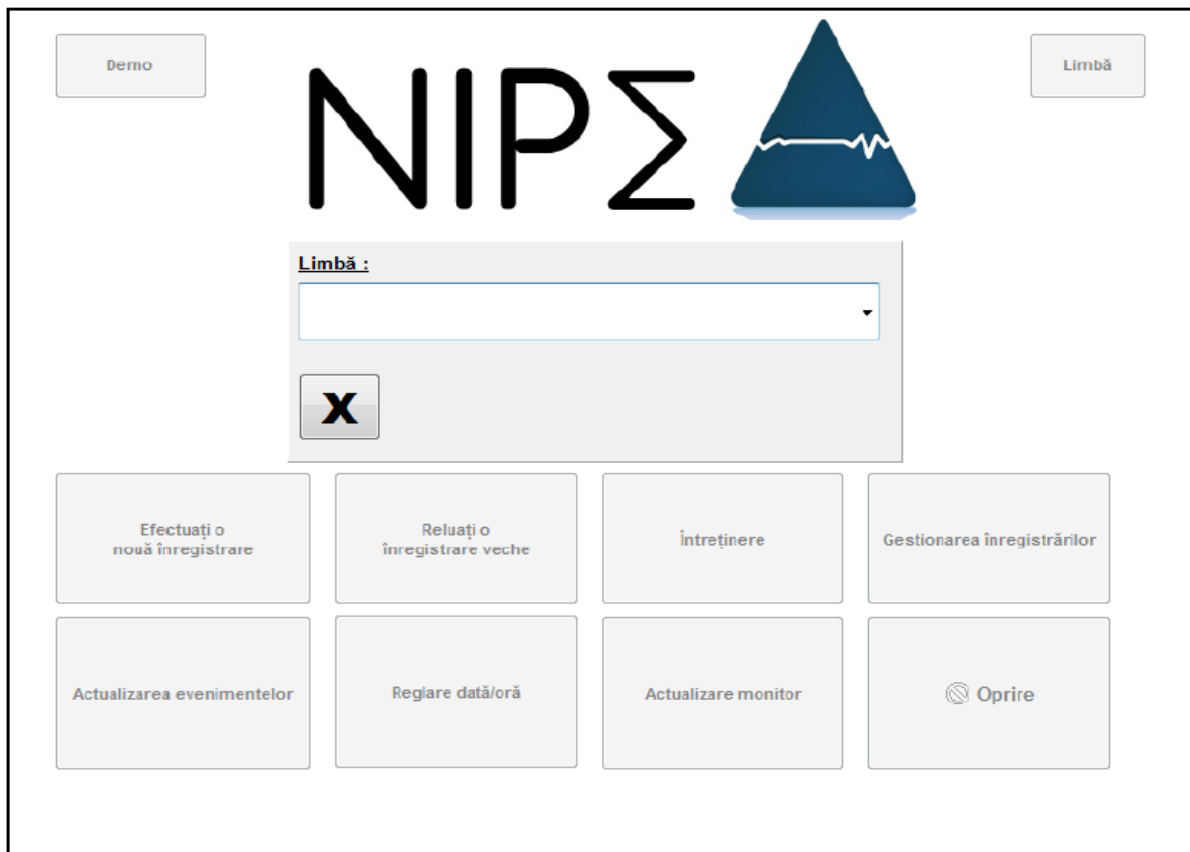 Demo
NIPΣ
Limbă
Limbă :
X
Efectuați o
nouă înregistrare
Reluați o
înregistrare veche
Întreținere
Gestionarea înregistrărilor
Actualizarea evenimentelor
Reglare dată/oră
Actualizare monitor
Oprire